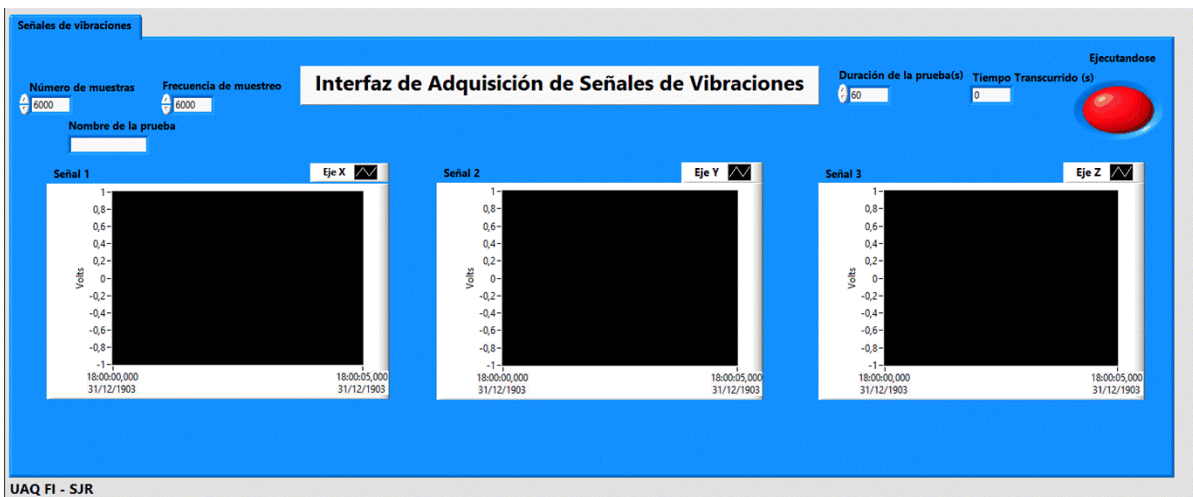 Señales de vibraciones
Número de muestras
6000
Frecuencia de muestreo
6000
Nombre de la prueba
Interfaz de Adquisición de Señales de Vibraciones
Duración de la prueba(s)
60
Tiempo Transcurrido (s)
0
Ejecutandose
Señal 1
Eje X
Volts
1
0,8
0,6
0,4
0,2
0
-0,2
-0,4
-0,6
-0,8
-1
18:00:00,000
31/12/1903
18:00:05,000
31/12/1903
Señal 2
Eje Y
Volts
1
0,8
0,6
0,4
0,2
0
-0,2
-0,4
-0,6
-0,8
-1
18:00:00,000
31/12/1903
18:00:05,000
31/12/1903
Señal 3
Eje Z
Volts
1
0,8
0,6
0,4
0,2
0
-0,2
-0,4
-0,6
-0,8
-1
18:00:00,000
31/12/1903
18:00:05,000
31/12/1903
UAQ FI - SJR